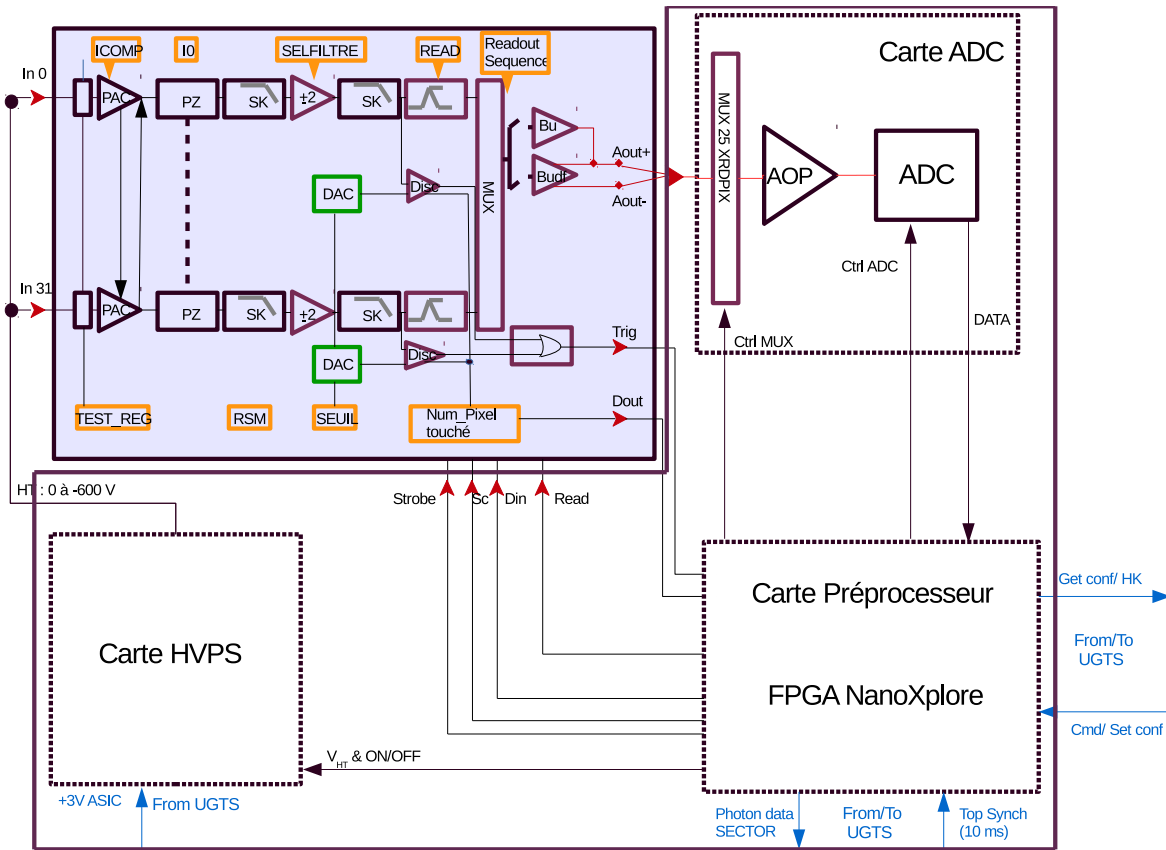 Carte ADC
ICOMP
I0
SELFILTRE
READ
Readout
Sequence
In 0
PAC
PZ
SK
+2
SK
MUX
Bu
Budf
Aout+
Aout-
MUX 25 XRDPIX
AOP
ADC
DAC
Disc
Ctrl ADC
In 31
PAC
PZ
SK
+2
SK
DAC
Disc
Trig
Ctrl MUX
DATA
TEST_REG
RSM
SEUIL
Num_Pixel
touché
Dout
HT : 0 à -600 V
Strobe
Sc
Din
Read
Carte HVPS
Carte Préprocesseur
FPGA NanoXplore
Get conf/ HK
From/To
UGTS
Cmd/ Set conf
VHT & ON/OFF
+3V ASIC
From UGTS
Photon data
SECTOR
From/To
UGTS
Top Synch
(10 ms)